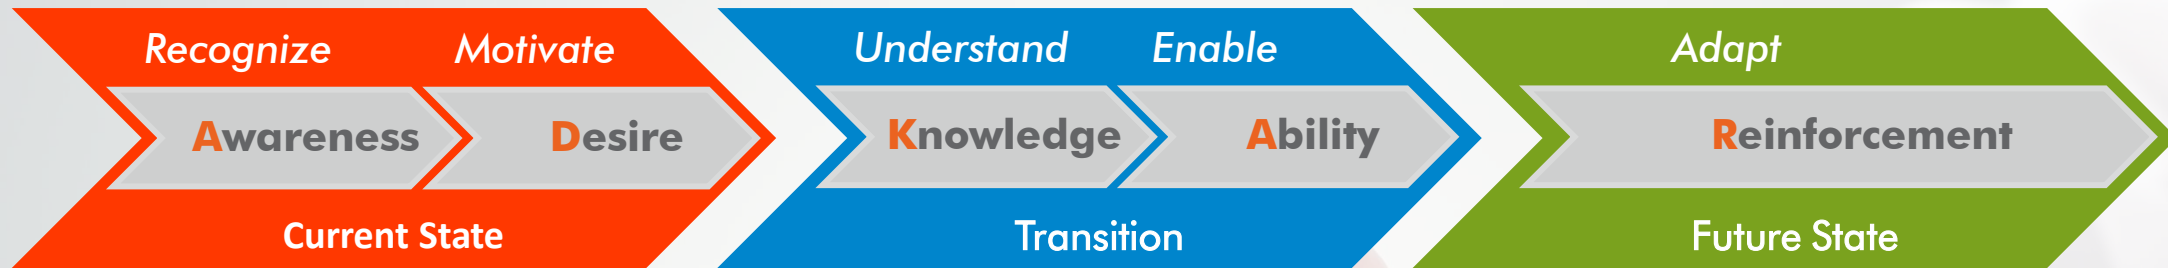 Recognize Motivate
Awareness Desire
Current State
Understand Enable
Knowledge Ability
Transition
Adapt
Reinforcement
Future State